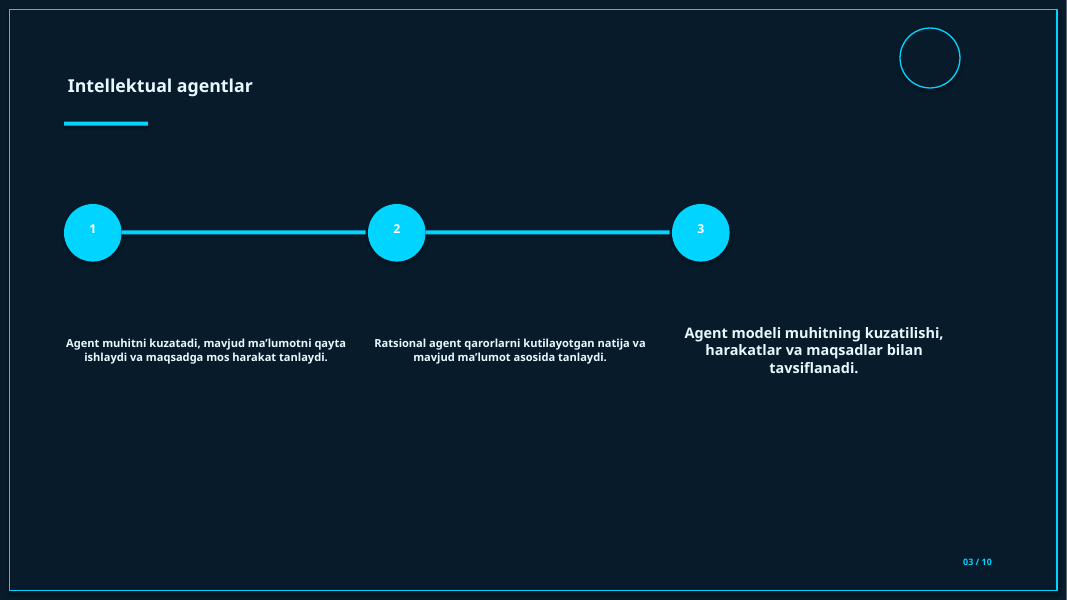 Intellektual agentlar
1
2
3
Agent muhitni kuzatadi, mavjud ma’lumotni qayta
ishlaydi va maqsadga mos harakat tanlaydi.
Ratsional agent qarorlarni kutilayotgan natija va
mavjud ma’lumot asosida tanlaydi.
Agent modeli muhitning kuzatilishi,
harakatlar va maqsadlar bilan
tavsiflanadi.
03 / 10